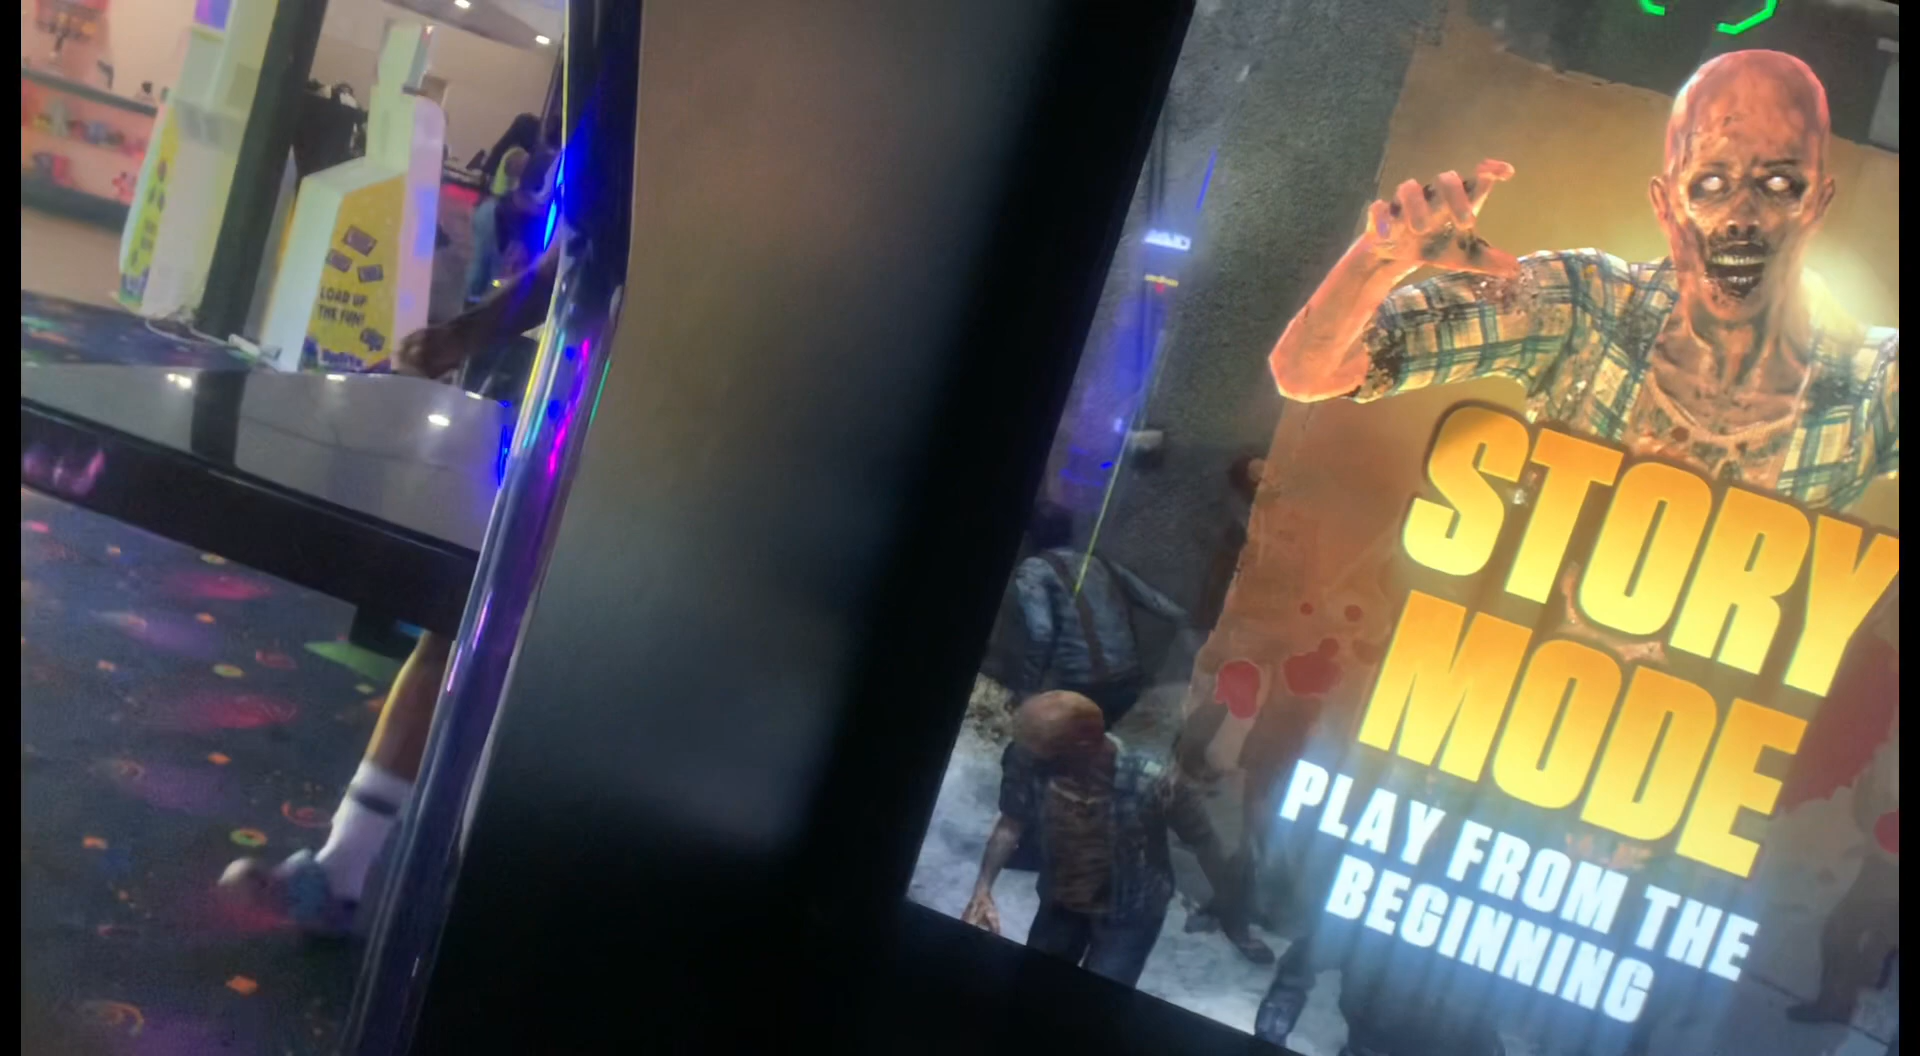 LOAD UP
THE FUN!
STORY
MODE
PLAY FROM THE
BEGINNING